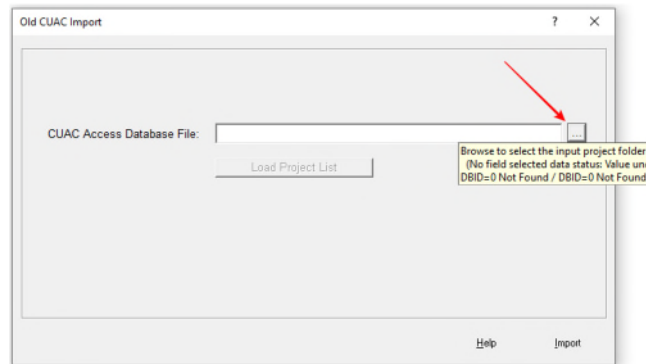 Old CUAC Import ? ×
CUAC Access Database File: ...
Browse to select the input project folder
(No field selected data status: Value un
DBID=0 Not Found / DBID=0 Not Found
Load Project List
Help Import